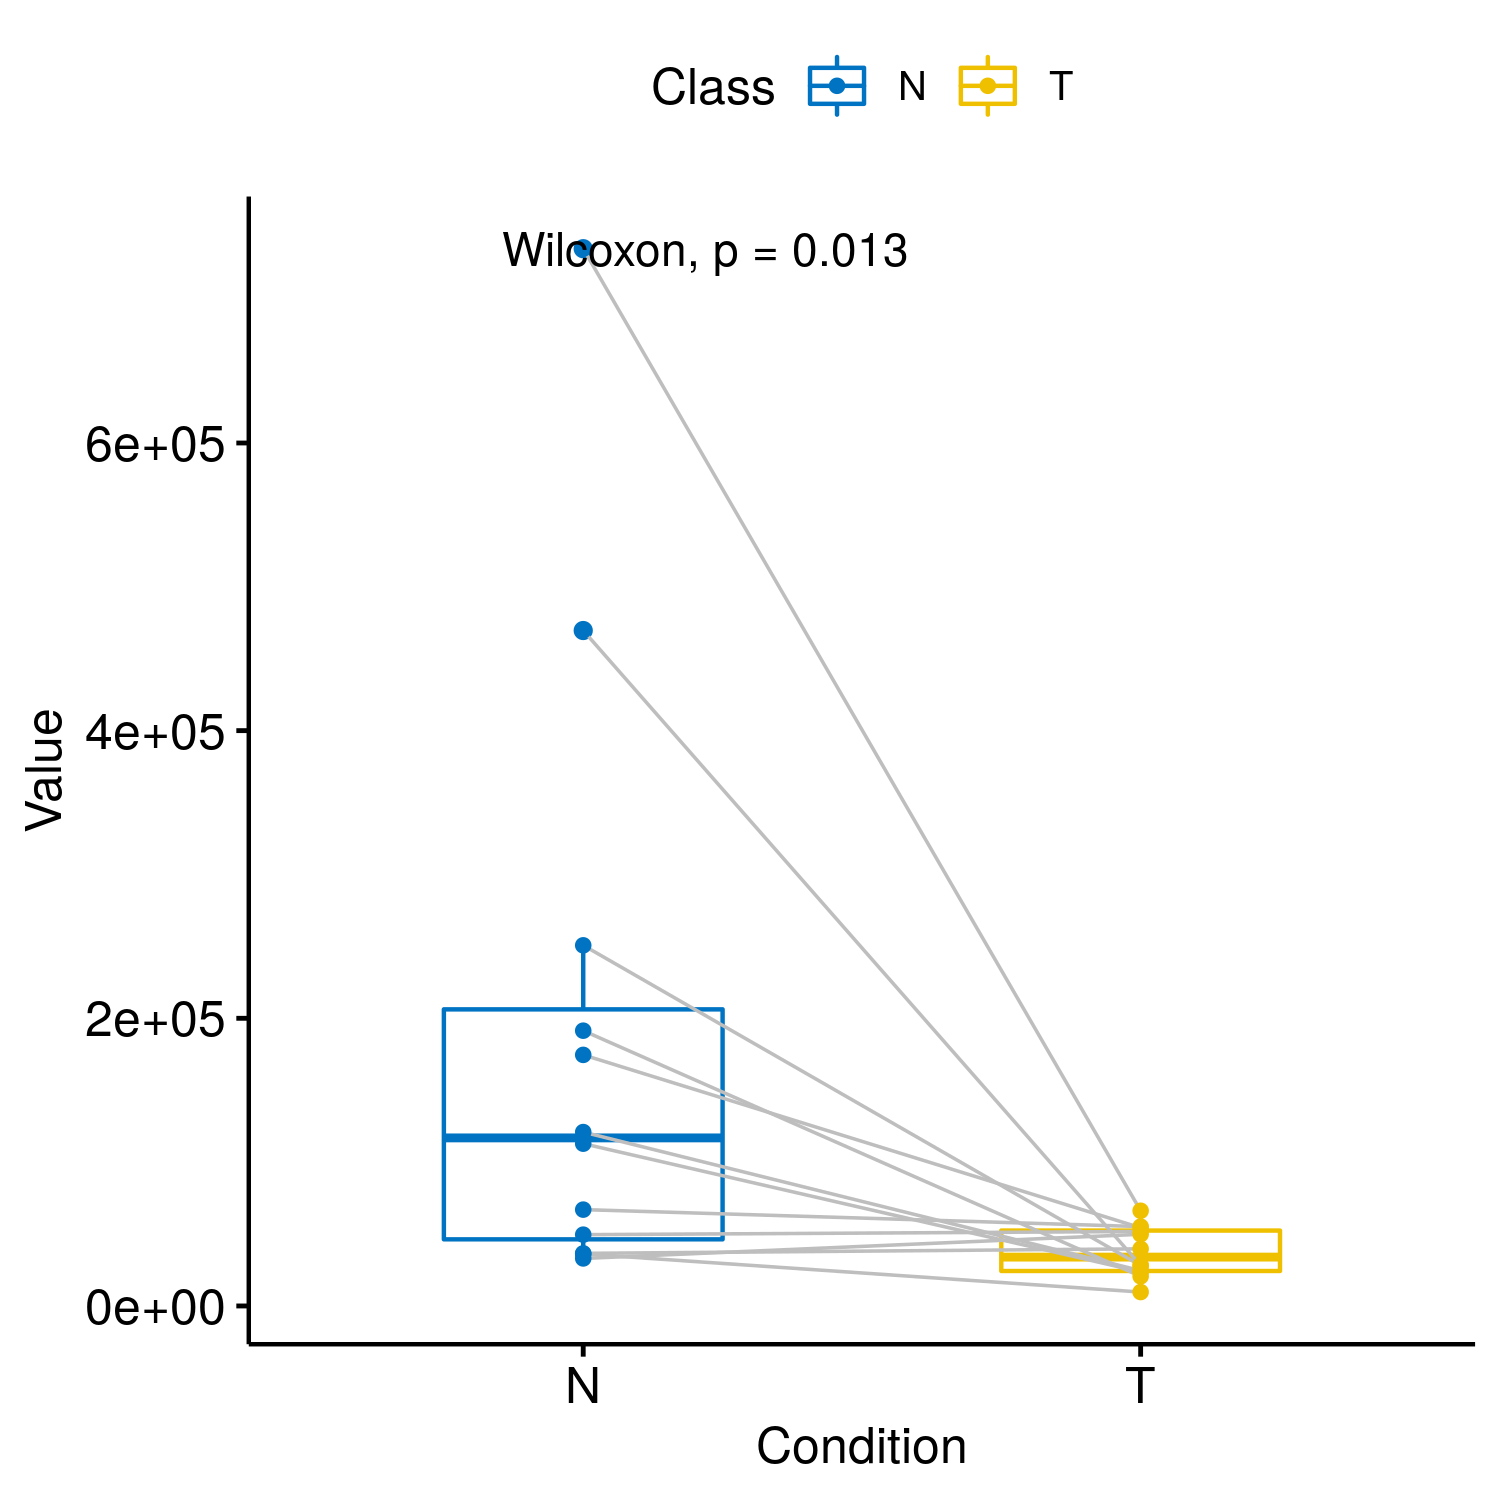 Class N T
Wilcoxon, p = 0.013
6e+05
4e+05
2e+05
0e+00
Value
N T
Condition